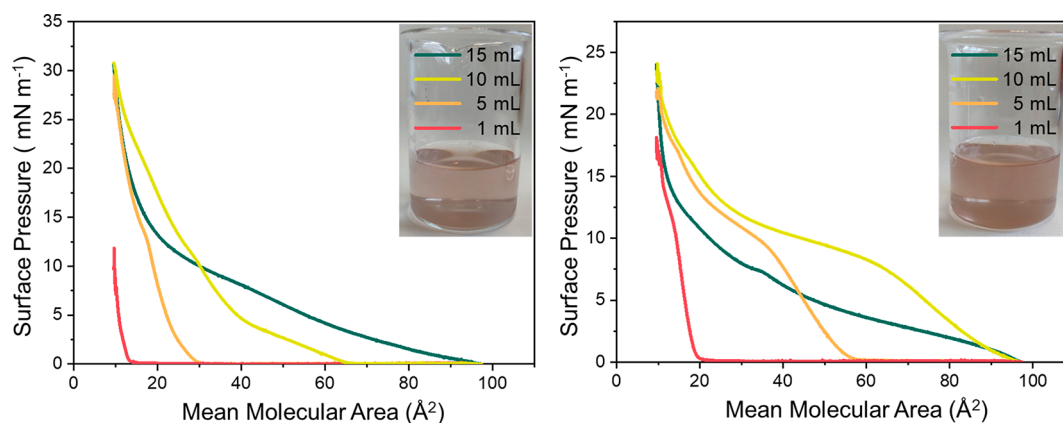 35
30
25
20
15
10
5
0
Surface Pressure ( mN m⁻¹)
15 mL
10 mL
5 mL
1 mL
0 20 40 60 80 100
Mean Molecular Area (Å²)
25
20
15
10
5
0
Surface Pressure ( mN m⁻¹)
15 mL
10 mL
5 mL
1 mL
0 20 40 60 80 100
Mean Molecular Area (Å²)